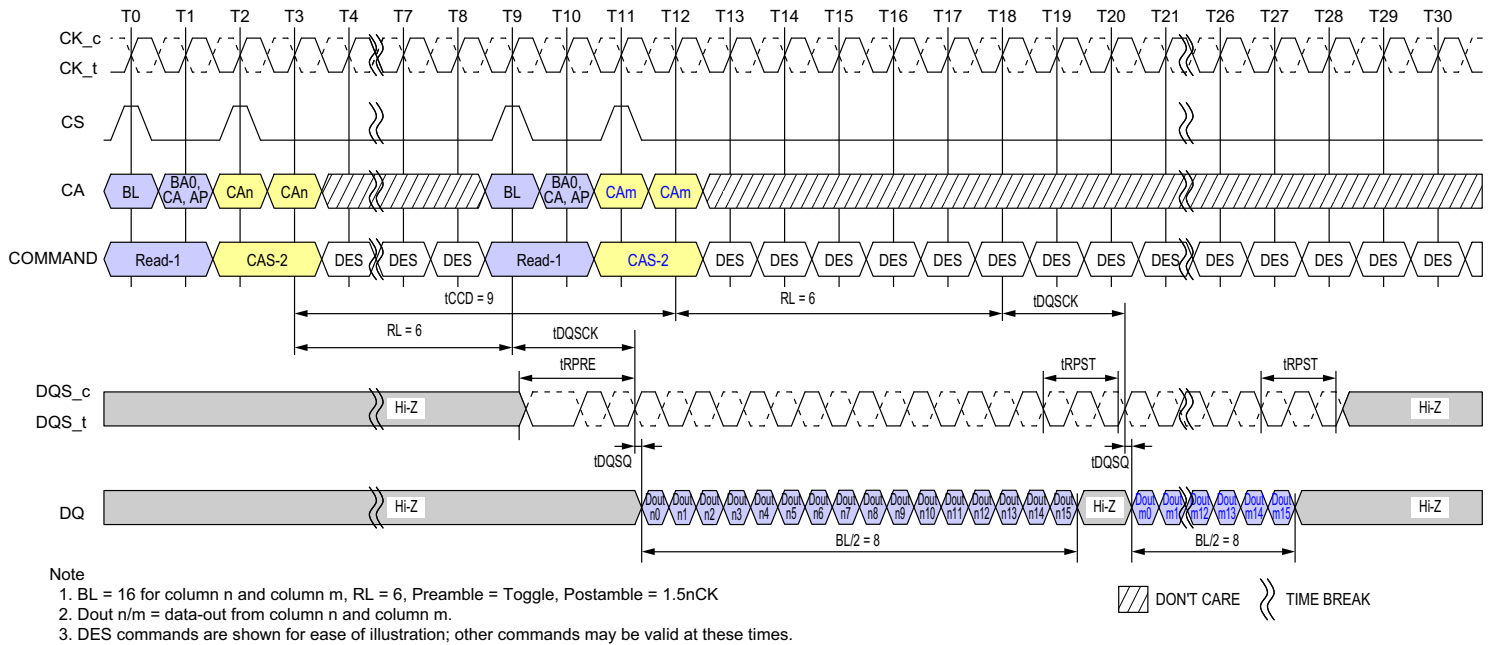 T0 T1 T2 T3 T4 T7 T8 T9 T10 T11 T12 T13 T14 T15 T16 T17 T18 T19 T20 T21 T26 T27 T28 T29 T30
CK_c
CK_t
CS
CA BL BA0, CA, AP CAn CAn BL BA0, CA, AP CAm CAm
COMMAND Read-1 CAS-2 DES DES DES Read-1 CAS-2 DES DES DES DES DES DES DES DES DES DES DES DES DES DES
tCCD = 9 RL = 6 tDQSCK
RL = 6 tDQSCK
tRPRE tRPST tRPST
DQS_c
DQS_t
Hi-Z Hi-Z
tDQSQ tDQSQ
DQ Hi-Z Dout n0 Dout n1 Dout n2 Dout n3 Dout n4 Dout n5 Dout n6 Dout n7 Dout n8 Dout n9 Dout n10 Dout n11 Dout n12 Dout n13 Dout n14 Dout n15 Hi-Z Dout m0 Dout m1 Dout m12 Dout m13 Dout m14 Dout m15 Hi-Z
BL/2 = 8 BL/2 = 8
Note
1. BL = 16 for column n and column m, RL = 6, Preamble = Toggle, Postamble = 1.5nCK
2. Dout n/m = data-out from column n and column m.
3. DES commands are shown for ease of illustration; other commands may be valid at these times.
DON'T CARE TIME BREAK